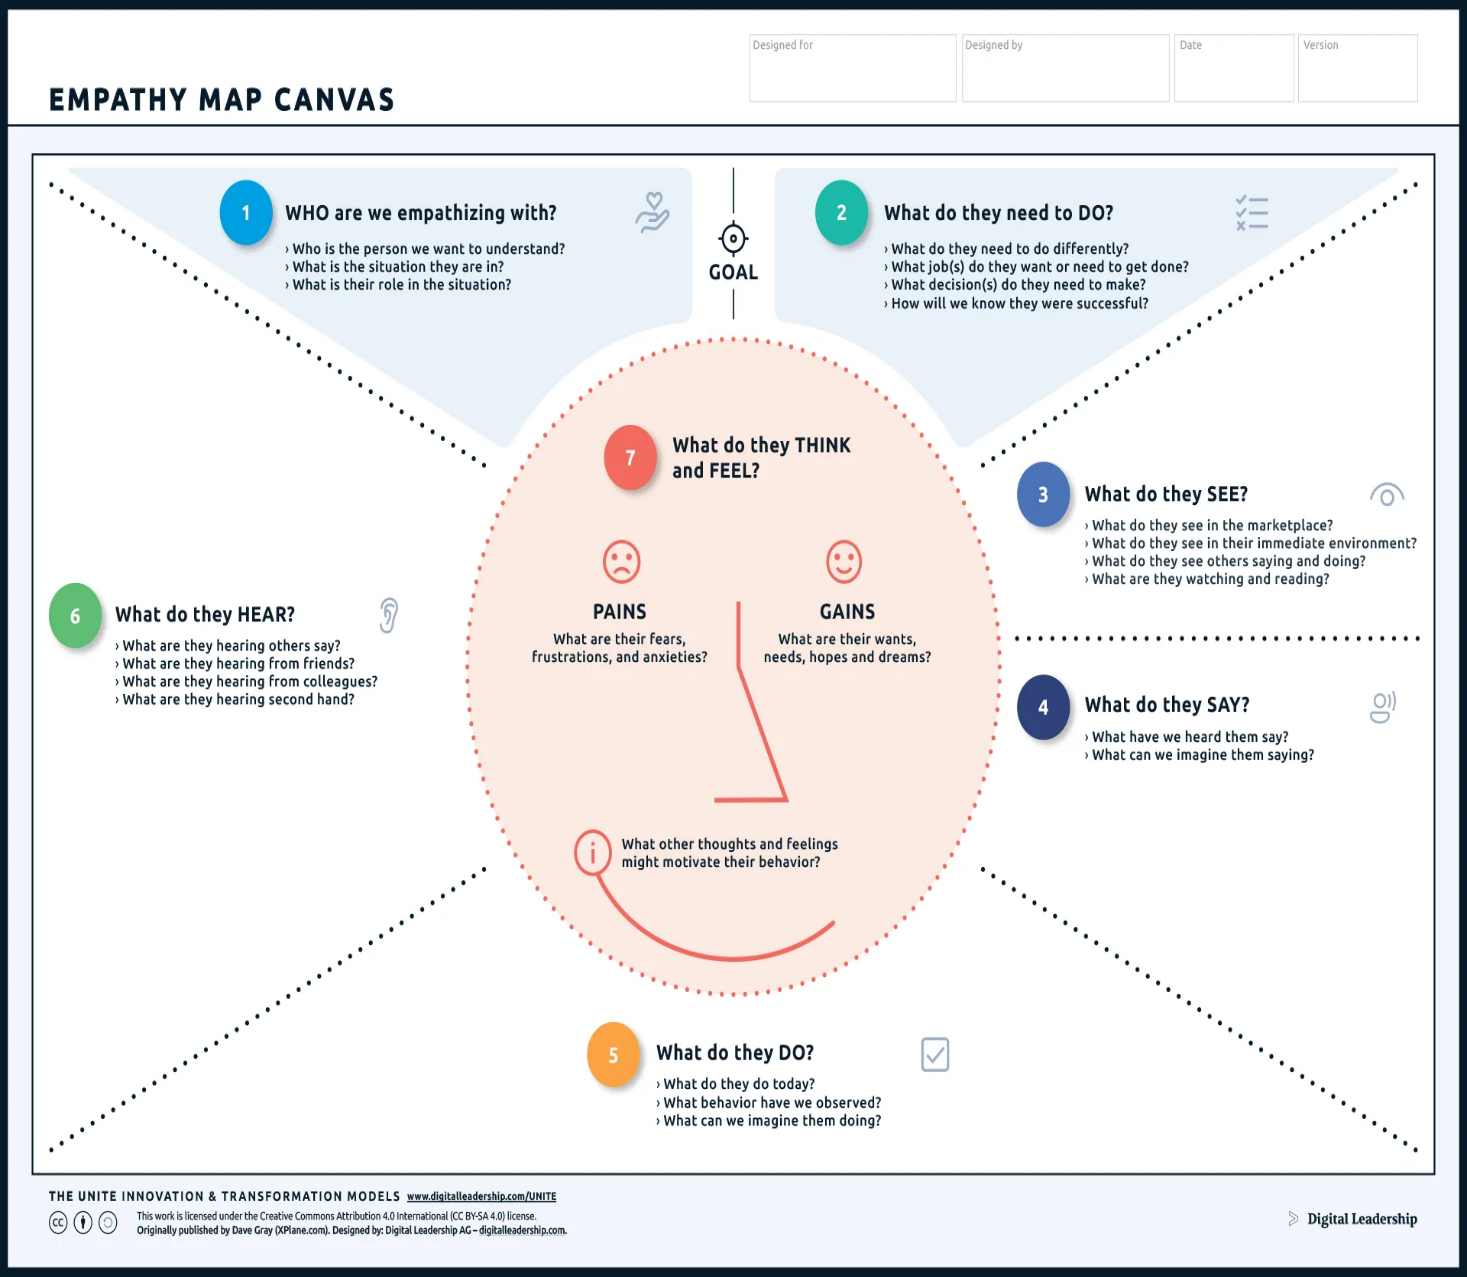 Designed for
Designed by
Date
Version
EMPATHY MAP CANVAS
1
WHO are we empathizing with?
› Who is the person we want to understand?
› What is the situation they are in?
› What is their role in the situation?
GOAL
2
What do they need to DO?
› What do they need to do differently?
› What job(s) do they want or need to get done?
› What decision(s) do they need to make?
› How will we know they were successful?
3
What do they SEE?
› What do they see in the marketplace?
› What do they see in their immediate environment?
› What do they see others saying and doing?
› What are they watching and reading?
4
What do they SAY?
› What have we heard them say?
› What can we imagine them saying?
5
What do they DO?
› What do they do today?
› What behavior have we observed?
› What can we imagine them doing?
6
What do they HEAR?
› What are they hearing others say?
› What are they hearing from friends?
› What are they hearing from colleagues?
› What are they hearing second hand?
7
What do they THINK
and FEEL?
PAINS
What are their fears,
frustrations, and anxieties?
GAINS
What are their wants,
needs, hopes and dreams?
i
What other thoughts and feelings
might motivate their behavior?
THE UNITE INNOVATION & TRANSFORMATION MODELS www.digitalleadership.com/UNITE
cc
This work is licensed under the Creative Commons Attribution 4.0 International (CC BY-SA 4.0) license.
Originally published by Dave Gray (XPlane.com). Designed by: Digital Leadership AG – digitalleadership.com.
Digital Leadership